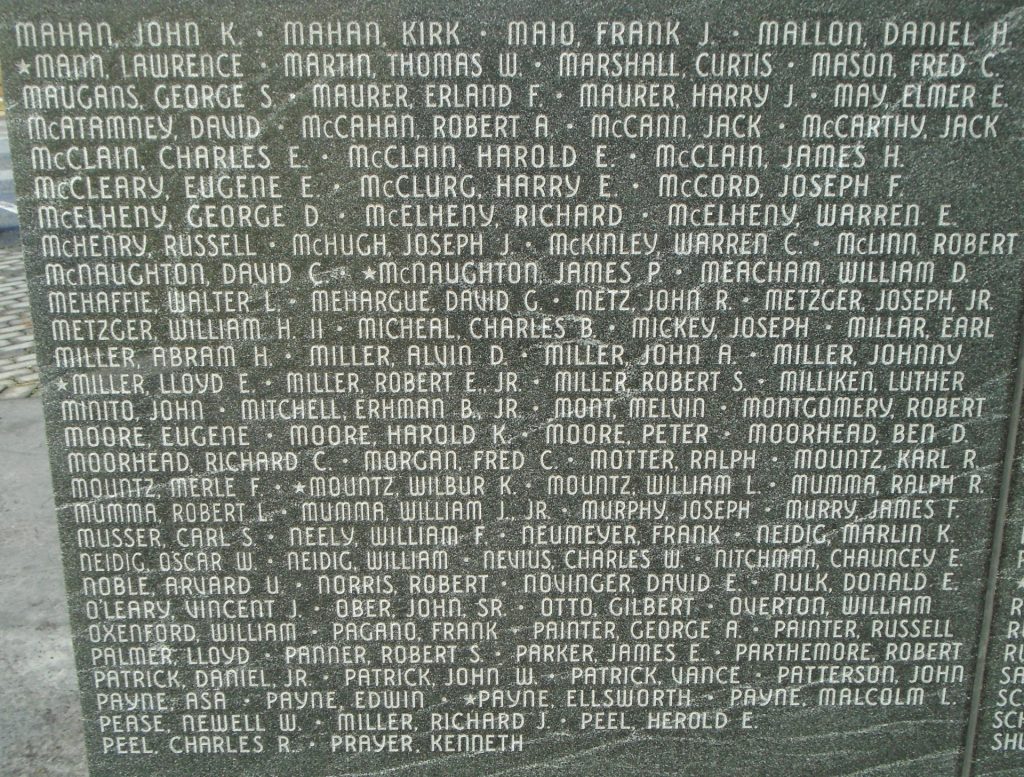 MAHAN, JOHN K. · MAHAN, KIRK · MAIO, FRANK J. · MALLON, DANIEL H
★MANN, LAWRENCE · MARTIN, THOMAS W. · MARSHALL, CURTIS · MASON, FRED C.
MAUGANS, GEORGE S. · MAURER, ERLAND F. · MAURER, HARRY J. · MAY, ELMER E.
McATAMNEY, DAVID · McCAHAN, ROBERT A. · McCANN, JACK · McCARTHY, JACK
McCLAIN, CHARLES E. · McCLAIN, HAROLD E. · McCLAIN, JAMES H.
McCLEARY, EUGENE E. · McCLURG, HARRY E. · McCORD, JOSEPH F.
McELHENY, GEORGE D. · McELHENY, RICHARD · McELHENY, WARREN E.
McHENRY, RUSSELL · McHUGH, JOSEPH J. · McKINLEY, WARREN C. · McLINN, ROBERT
McNAUGHTON, DAVID C. · ★McNAUGHTON, JAMES P. · MEACHAM, WILLIAM D.
MEHAFFIE, WALTER L. · MEHARGUE, DAVID G. · METZ, JOHN R. · METZGER, JOSEPH, JR.
METZGER, WILLIAM H. II · MICHEAL, CHARLES B. · MICKEY, JOSEPH · MILLAR, EARL
MILLER, ABRAM H. · MILLER, ALVIN D. · MILLER, JOHN A. · MILLER, JOHNNY
★MILLER, LLOYD E. · MILLER, ROBERT E., JR. · MILLER, ROBERT S. · MILLIKEN, LUTHER
MINITO, JOHN · MITCHELL, ERHMAN B., JR. · MONT, MELVIN · MONTGOMERY, ROBERT
MOORE, EUGENE · MOORE, HAROLD K. · MOORE, PETER · MOORHEAD, BEN D.
MOORHEAD, RICHARD C. · MORGAN, FRED C. · MOTTER, RALPH · MOUNTZ, KARL R.
MOUNTZ, MERLE F. · ★MOUNTZ, WILBUR K. · MOUNTZ, WILLIAM L. · MUMMA, RALPH R.
MUMMA, ROBERT L. · MUMMA, WILLIAM J., JR. · MURPHY, JOSEPH · MURRY, JAMES F.
MUSSER, CARL S. · NEELY, WILLIAM F. · NEUMEYER, FRANK · NEIDIG, MARLIN K.
NEIDIG, OSCAR W. · NEIDIG, WILLIAM · NEVIUS, CHARLES W. · NITCHMAN, CHAUNCEY E.
NOBLE, ARVARD U. · NORRIS, ROBERT · NOVINGER, DAVID E. · NULK, DONALD E.
O'LEARY, VINCENT J. · OBER, JOHN, SR. · OTTO, GILBERT · OVERTON, WILLIAM
OXENFORD, WILLIAM · PAGANO, FRANK · PAINTER, GEORGE A. · PAINTER, RUSSELL
PALMER, LLOYD · PANNER, ROBERT S. · PARKER, JAMES E. · PARTHEMORE, ROBERT
PATRICK, DANIEL, JR. · PATRICK, JOHN W. · PATRICK, VANCE · PATTERSON, JOHN
PAYNE, ASA · PAYNE, EDWIN · ★PAYNE, ELLSWORTH · PAYNE, MALCOLM L.
PEASE, NEWELL W. · MILLER, RICHARD J. · PEEL, HEROLD E.
PEEL, CHARLES R. · PRAYER, KENNETH